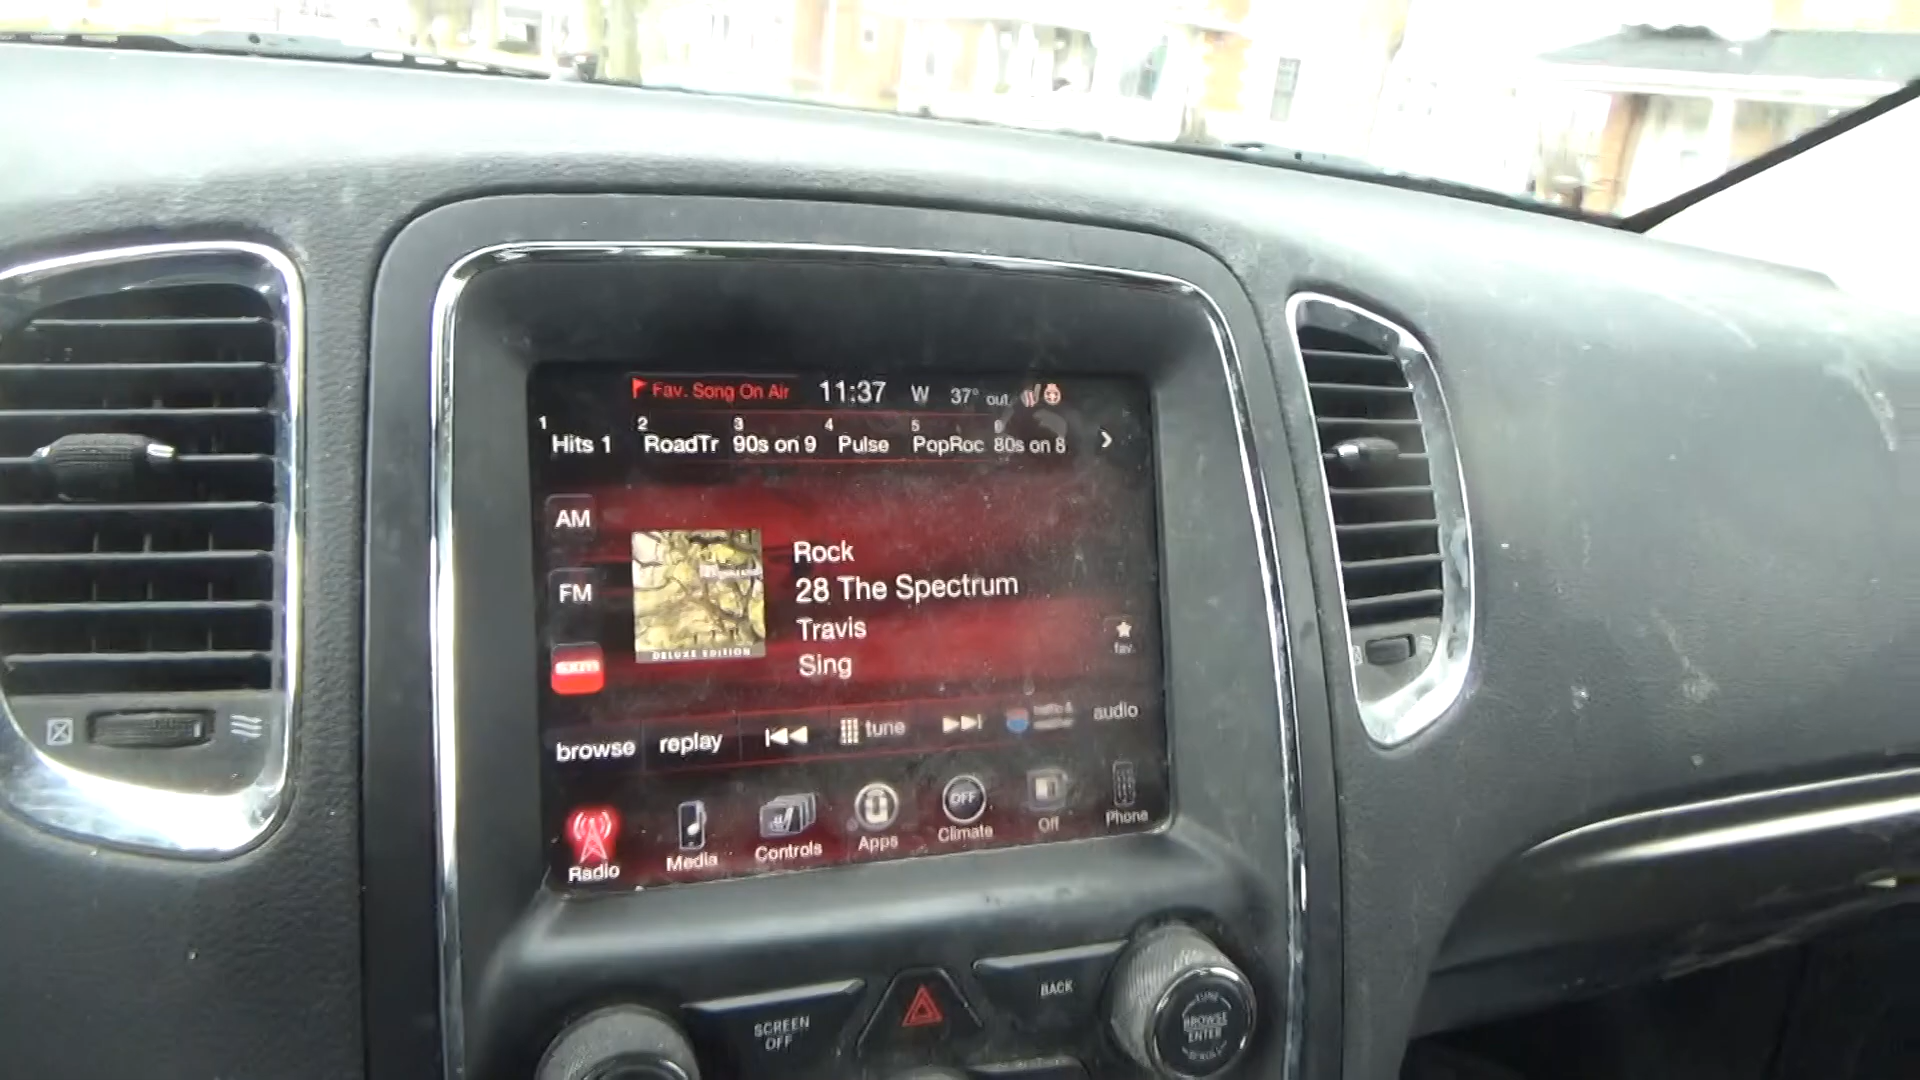 Fav. Song On Air 11:37 W 37° out
1 2 3 4 5 6
Hits 1 RoadTr 90s on 9 Pulse PopRoc 80s on 8
AM
Rock
28 The Spectrum
FM
Travis
fav
Sing
DELUXE EDITION
sxm
browse replay tune traffic & weather audio
Radio Media Controls Apps OFF Climate Off Phone
SCREEN OFF
BACK
BROWSE
ENTER